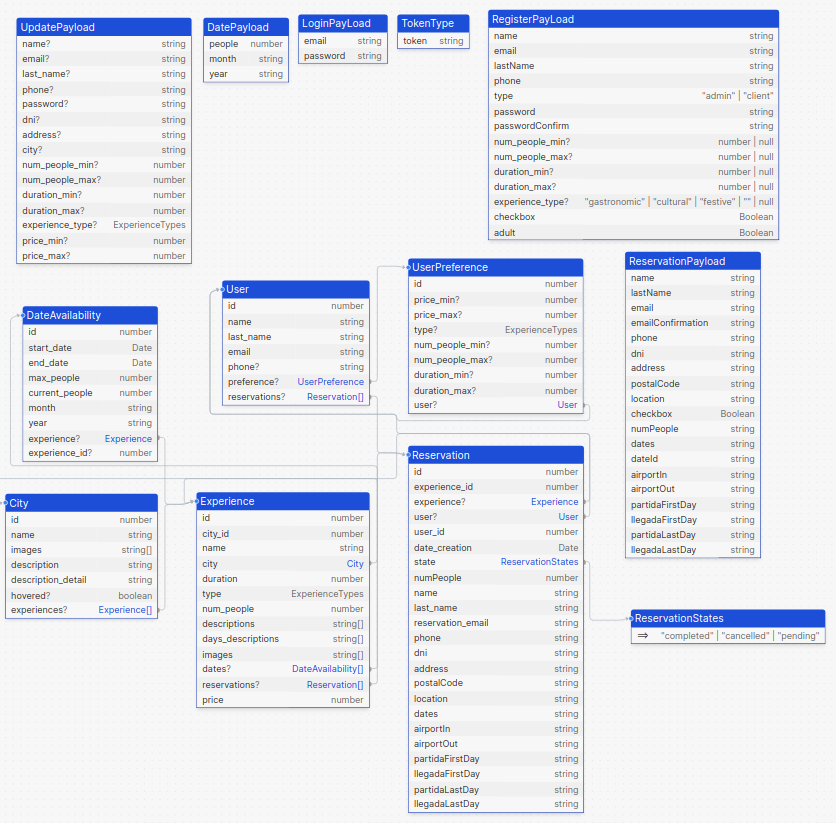 UpdatePayload
name? string
email? string
last_name? string
phone? string
password? string
dni? string
address? string
city? string
num_people_min? number
num_people_max? number
duration_min? number
duration_max? number
experience_type? ExperienceTypes
price_min? number
price_max? number
DatePayload
people number
month string
year string
LoginPayLoad
email string
password string
TokenType
token string
RegisterPayLoad
name string
email string
lastName string
phone string
type "admin" | "client"
password string
passwordConfirm string
num_people_min? number | null
num_people_max? number | null
duration_min? number | null
duration_max? number | null
experience_type? "gastronomic" | "cultural" | "festive" | "" | null
checkbox Boolean
adult Boolean
DateAvailability
id number
start_date Date
end_date Date
max_people number
current_people number
month string
year string
experience? Experience
experience_id? number
User
id number
name string
last_name string
email string
phone? string
preference? UserPreference
reservations? Reservation[]
UserPreference
id number
price_min? number
price_max? number
type? ExperienceTypes
num_people_min? number
num_people_max? number
duration_min? number
duration_max? number
user? User
ReservationPayload
name string
lastName string
email string
emailConfirmation string
phone string
dni string
address string
postalCode string
location string
checkbox Boolean
numPeople string
dates string
dateId string
airportIn string
airportOut string
partidaFirstDay string
llegadaFirstDay string
partidaLastDay string
llegadaLastDay string
City
id number
name string
images string[]
description string
description_detail string
hovered? boolean
experiences? Experience[]
Experience
id number
city_id number
name string
city City
duration number
type ExperienceTypes
num_people number
descriptions string[]
days_descriptions string[]
images string[]
dates? DateAvailability[]
reservations? Reservation[]
price number
Reservation
id number
experience_id number
experience? Experience
user? User
user_id number
date_creation Date
state ReservationStates
numPeople number
name string
last_name string
reservation_email string
phone string
dni string
address string
postalCode string
location string
dates string
airportIn string
airportOut string
partidaFirstDay string
llegadaFirstDay string
partidaLastDay string
llegadaLastDay string
ReservationStates
⇒ "completed" | "cancelled" | "pending"